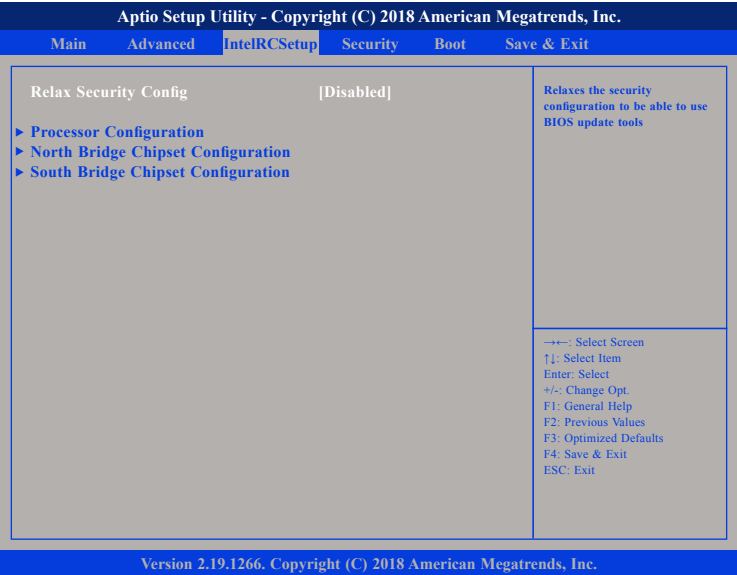 Aptio Setup Utility - Copyright (C) 2018 American Megatrends, Inc.
Main Advanced IntelRCSetup Security Boot Save & Exit
Relax Security Config [Disabled]
► Processor Configuration
► North Bridge Chipset Configuration
► South Bridge Chipset Configuration
Relaxes the security
configuration to be able to use
BIOS update tools
→←: Select Screen
↑↓: Select Item
Enter: Select
+/-: Change Opt.
F1: General Help
F2: Previous Values
F3: Optimized Defaults
F4: Save & Exit
ESC: Exit
Version 2.19.1266. Copyright (C) 2018 American Megatrends, Inc.